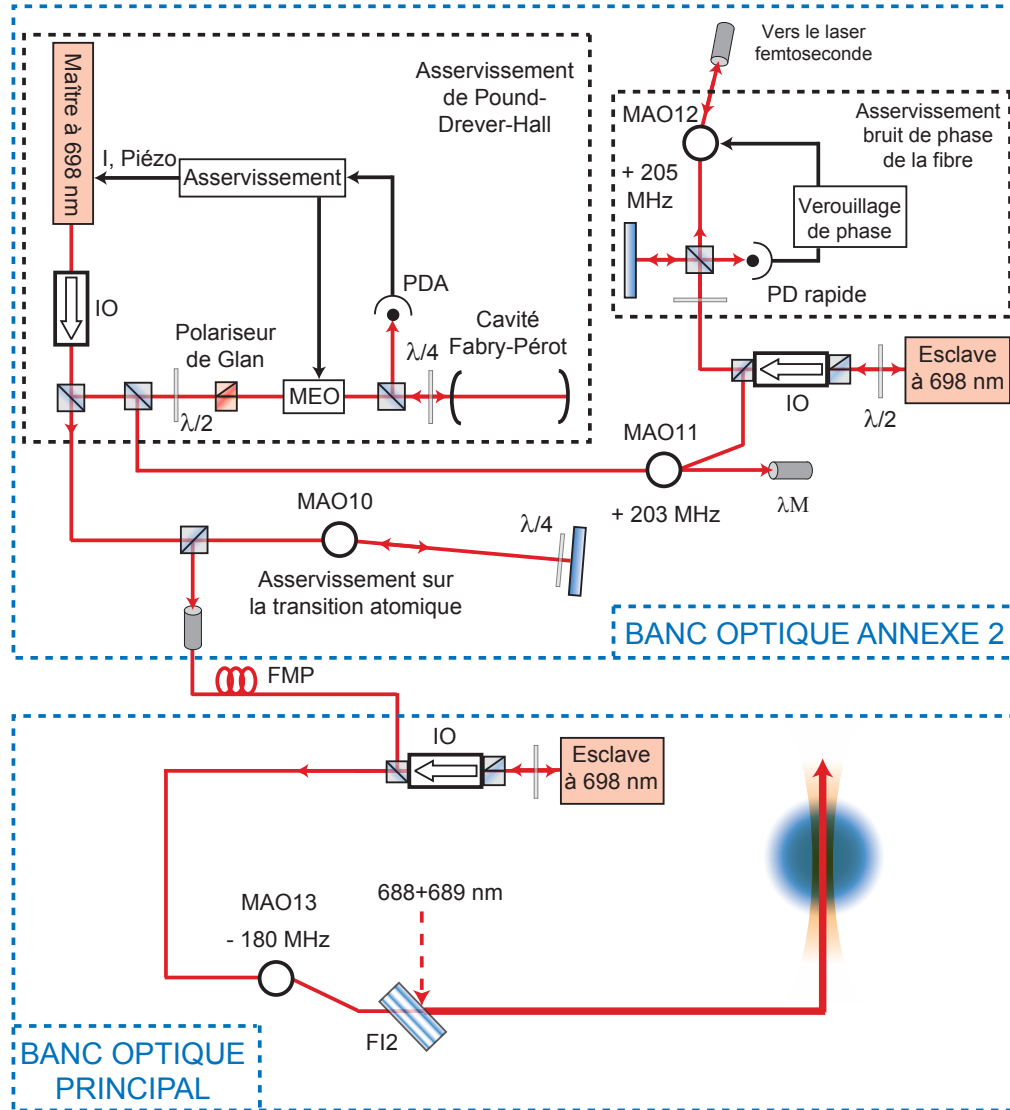 Maître à 698 nm
Asservissement
de Pound-
Drever-Hall
I, Piézo
Asservissement
IO
PDA
Polariseur
de Glan
λ/4
Cavité
Fabry-Pérot
MEO
λ/2
Vers le laser
femtoseconde
MAO12
Asservissement
bruit de phase
de la fibre
+ 205
MHz
Verouillage
de phase
PD rapide
Esclave
à 698 nm
IO
λ/2
MAO11
+ 203 MHz
λM
MAO10
λ/4
Asservissement sur
la transition atomique
BANC OPTIQUE ANNEXE 2
FMP
IO
Esclave
à 698 nm
688+689 nm
MAO13
- 180 MHz
FI2
BANC OPTIQUE
PRINCIPAL